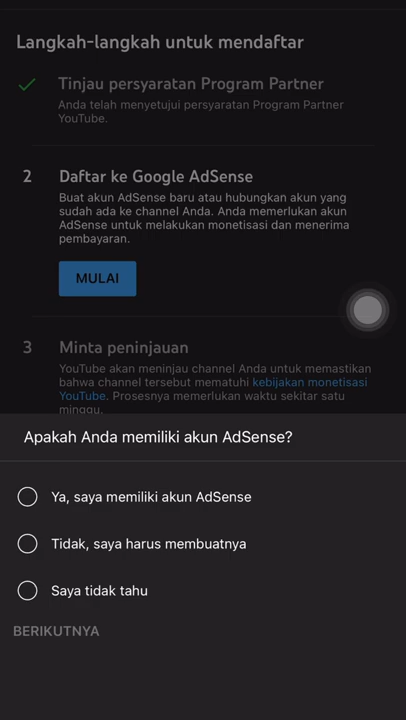 Langkah-langkah untuk mendaftar
Tinjau persyaratan Program Partner
Anda telah menyetujui persyaratan Program Partner
YouTube.
2 Daftar ke Google AdSense
Buat akun AdSense baru atau hubungkan akun yang
sudah ada ke channel Anda. Anda memerlukan akun
AdSense untuk melakukan monetisasi dan menerima
pembayaran.
MULAI
3 Minta peninjauan
YouTube akan meninjau channel Anda untuk memastikan
bahwa channel tersebut mematuhi kebijakan monetisasi
YouTube. Prosesnya memerlukan waktu sekitar satu
minggu.
Apakah Anda memiliki akun AdSense?
Ya, saya memiliki akun AdSense
Tidak, saya harus membuatnya
Saya tidak tahu
BERIKUTNYA